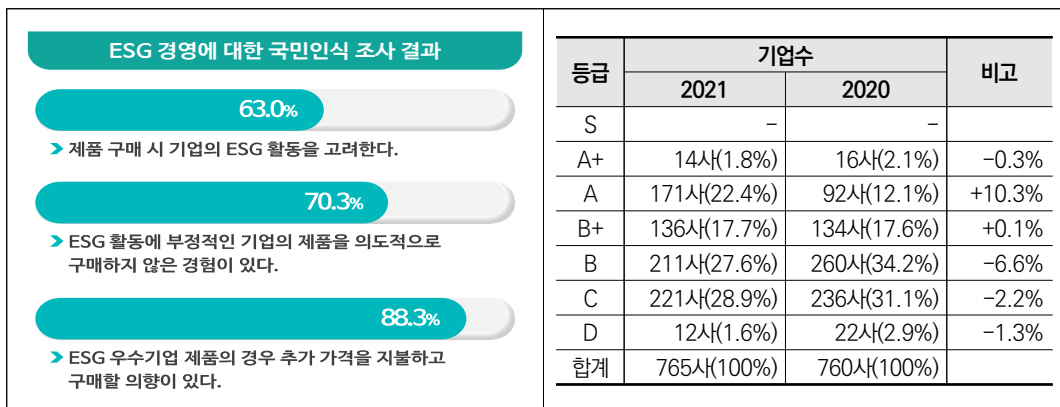 ESG 경영에 대한 국민인식 조사 결과
63.0%
제품 구매 시 기업의 ESG 활동을 고려한다.
70.3%
ESG 활동에 부정적인 기업의 제품을 의도적으로
구매하지 않은 경험이 있다.
88.3%
ESG 우수기업 제품의 경우 추가 가격을 지불하고
구매할 의향이 있다.
등급 기업수 비고
2021 2020
S – –
A+ 14사(1.8%) 16사(2.1%) -0.3%
A 171사(22.4%) 92사(12.1%) +10.3%
B+ 136사(17.7%) 134사(17.6%) +0.1%
B 211사(27.6%) 260사(34.2%) -6.6%
C 221사(28.9%) 236사(31.1%) -2.2%
D 12사(1.6%) 22사(2.9%) -1.3%
합계 765사(100%) 760사(100%)